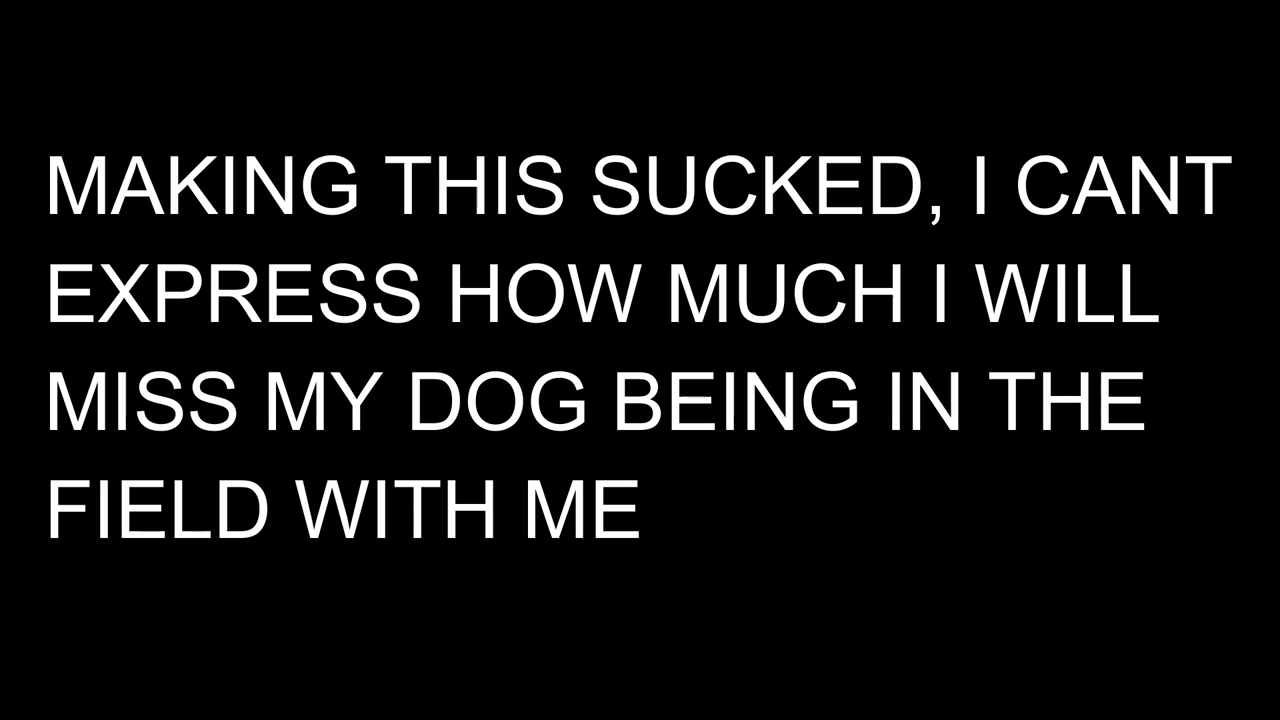 MAKING THIS SUCKED, I CANT
EXPRESS HOW MUCH I WILL
MISS MY DOG BEING IN THE
FIELD WITH ME